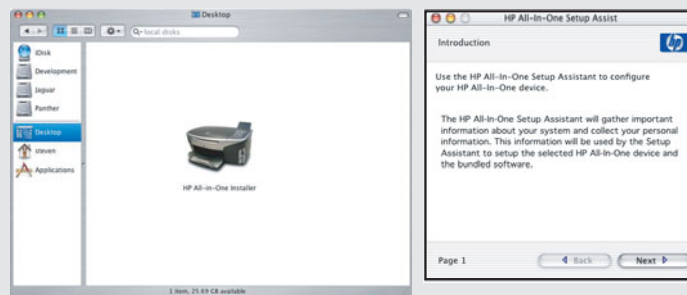 Desktop
Q- local disks
iDisk
Development
Jaguar
Panther
Desktop
steven
Applications
HP All-in-One Installer
1 item, 25.69 GB available
HP All-In-One Setup Assist
Introduction
hp
Use the HP All-In-One Setup Assistant to configure
your HP All-In-One device.
The HP All-In-One Setup Assistant will gather important
information about your system and collect your personal
information. This information will be used by the Setup
Assistant to setup the selected HP All-In-One device and
the bundled software.
Page 1
Back
Next